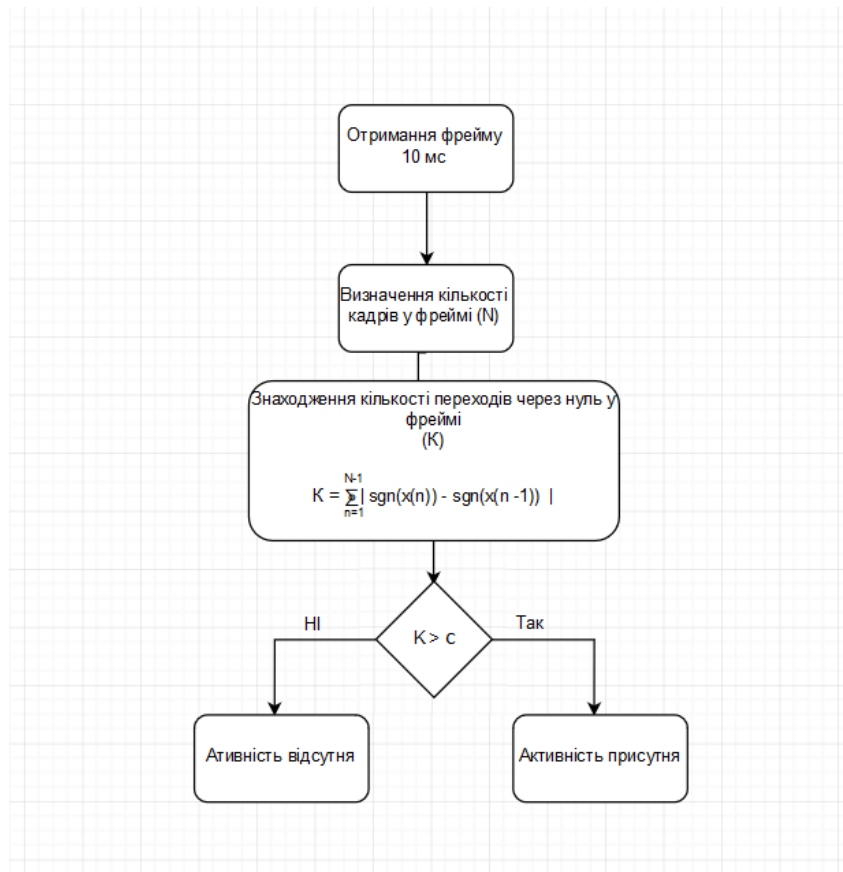 Отримання фрейму
10 мс
Визначення кількості
кадрів у фреймі (N)
Знаходження кількості переходів через нуль у
фреймі
(К)
N-1
K = ∑| sgn(x(n)) - sgn(x(n -1)) |
n=1
K > c
НІ
Так
Ативність відсутня
Активність присутня